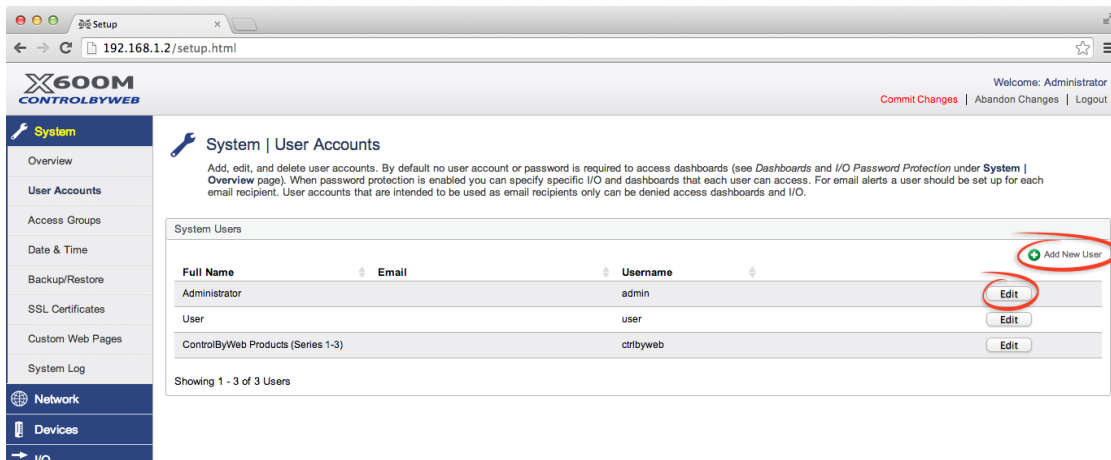 Setup
192.168.1.2/setup.html
X600M
CONTROLBYWEB
Welcome: Administrator
Commit Changes | Abandon Changes | Logout
System
Overview
User Accounts
Access Groups
Date & Time
Backup/Restore
SSL Certificates
Custom Web Pages
System Log
Network
Devices
I/O
System | User Accounts
Add, edit, and delete user accounts. By default no user account or password is required to access dashboards (see Dashboards and I/O Password Protection under System |
Overview page). When password protection is enabled you can specify specific I/O and dashboards that each user can access. For email alerts a user should be set up for each
email recipient. User accounts that are intended to be used as email recipients only can be denied access dashboards and I/O.
System Users
Add New User
Full Name Email Username
Administrator admin Edit
User user Edit
ControlByWeb Products (Series 1-3) ctrlbyweb Edit
Showing 1 - 3 of 3 Users